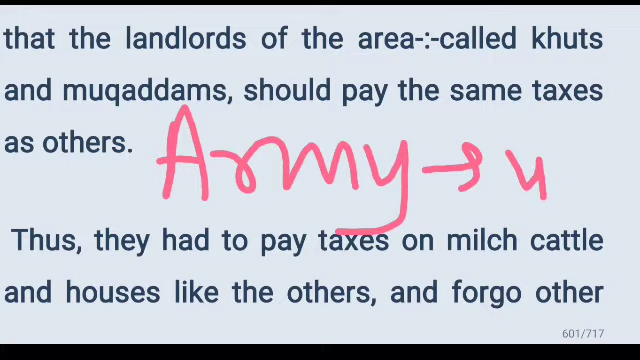 that the landlords of the area-:-called khuts
and muqaddams, should pay the same taxes
as others.
Army →
Thus, they had to pay taxes on milch cattle
and houses like the others, and forgo other
601/717